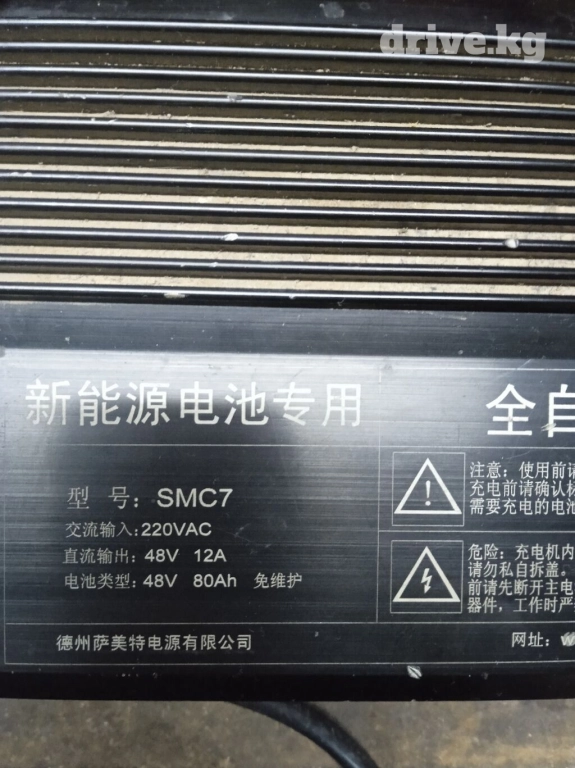 drive.kg
新能源电池专用
全自
型 号: SMC7
交流输入: 220VAC
直流输出: 48V 12A
电池类型: 48V 80Ah 免维护
注意: 使用前请
充电前请确认标
需要充电的电池
危险: 充电机内
请勿私自拆盖。
前请先断开主电
器件，工作时严
德州萨美特电源有限公司
网址: w